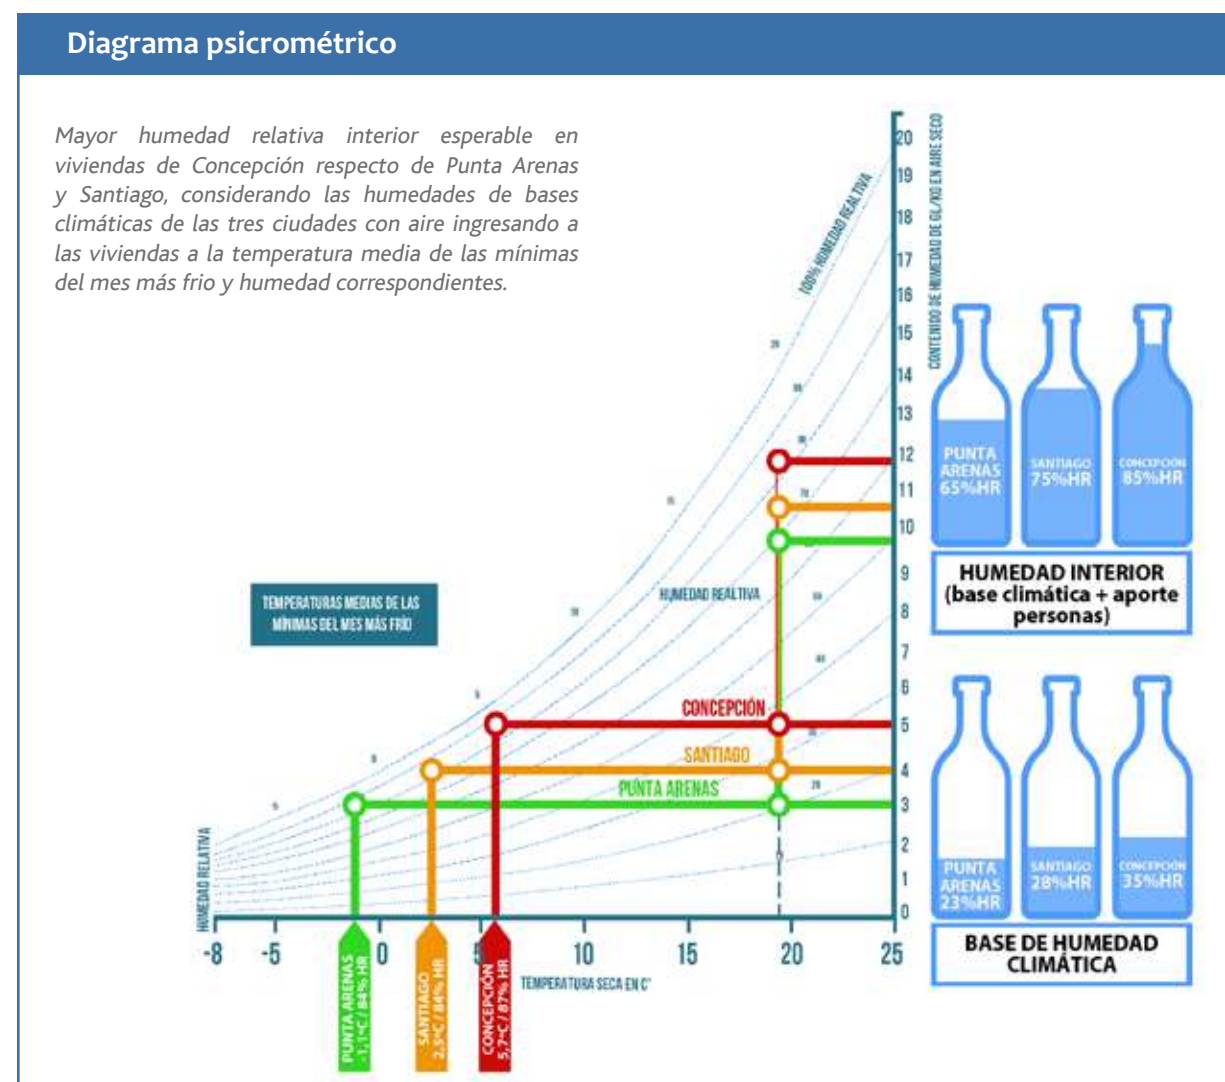 Diagrama psicrométrico
Mayor humedad relativa interior esperable en
viviendas de Concepción respecto de Punta Arenas
y Santiago, considerando las humedades de bases
climáticas de las tres ciudades con aire ingresando a
las viviendas a la temperatura media de las mínimas
del mes más frio y humedad correspondientes.
100% HUMEDAD REALTIVA
CONTENIDO DE HUMEDAD DE GL/KG EN AIRE SECO
20
19
18
17
16
15
14
13
12
11
10
9
8
7
6
5
4
3
2
1
0
PUNTA
ARENAS
65%HR
SANTIAGO
75%HR
CONCEPCIÓN
85%HR
HUMEDAD INTERIOR
(base climática + aporte
personas)
TEMPERATURAS MEDIAS DE LAS
MÍNIMAS DEL MES MÁS FRÍO
HUMEDAD REALTIVA
CONCEPCIÓN
SANTIAGO
PUNTA ARENAS
HUMEDAD RELATIVA
PUNTA
ARENAS
23%HR
SANTIAGO
28%HR
CONCEPCIÓN
35%HR
BASE DE HUMEDAD
CLIMÁTICA
-8
-5
0
5
10
15
20
25
TEMPERATURA SECA EN C°
PUNTA ARENAS
-1,1°C / 84% HR
SANTIAGO
2,5°C / 84% HR
CONCEPCIÓN
5,7°C / 87% HR